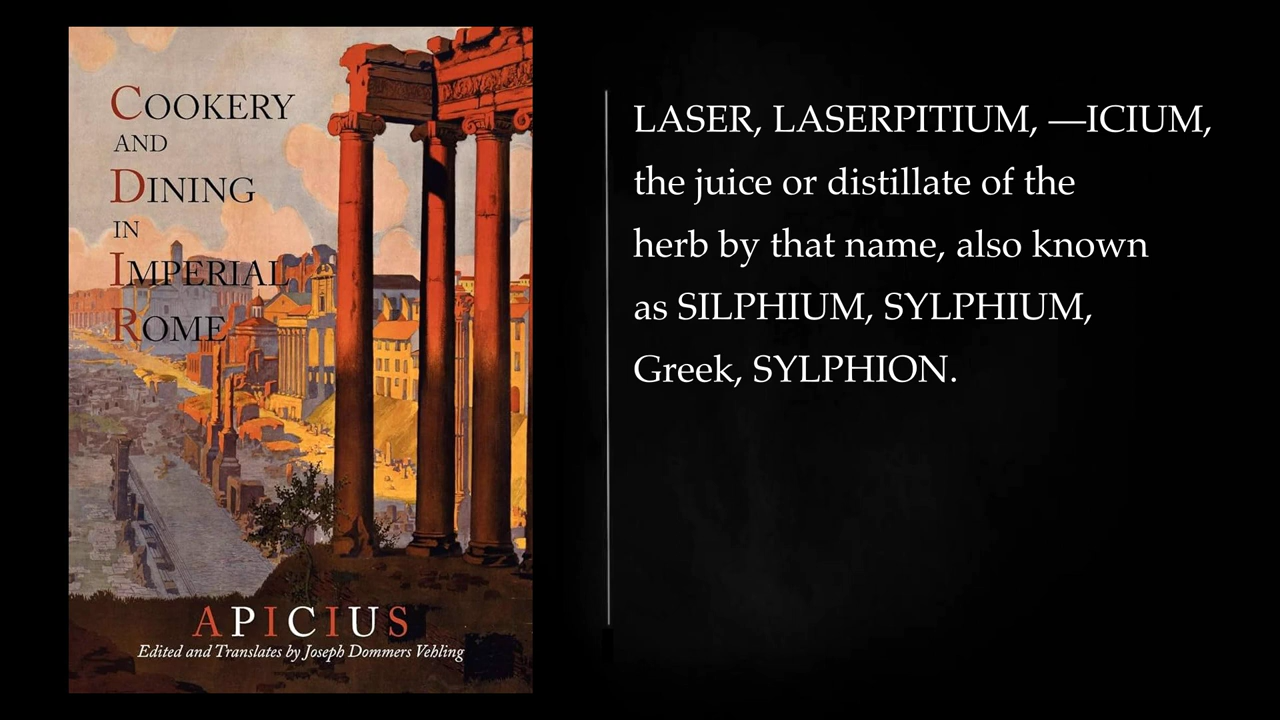 COOKERY
AND
DINING
IN
IMPERIAL
ROME
APICIUS
Edited and Translates by Joseph Dommers Vehling
LASER, LASERPITIUM, —ICIUM,
the juice or distillate of the
herb by that name, also known
as SILPHIUM, SYLPHIUM,
Greek, SYLPHION.